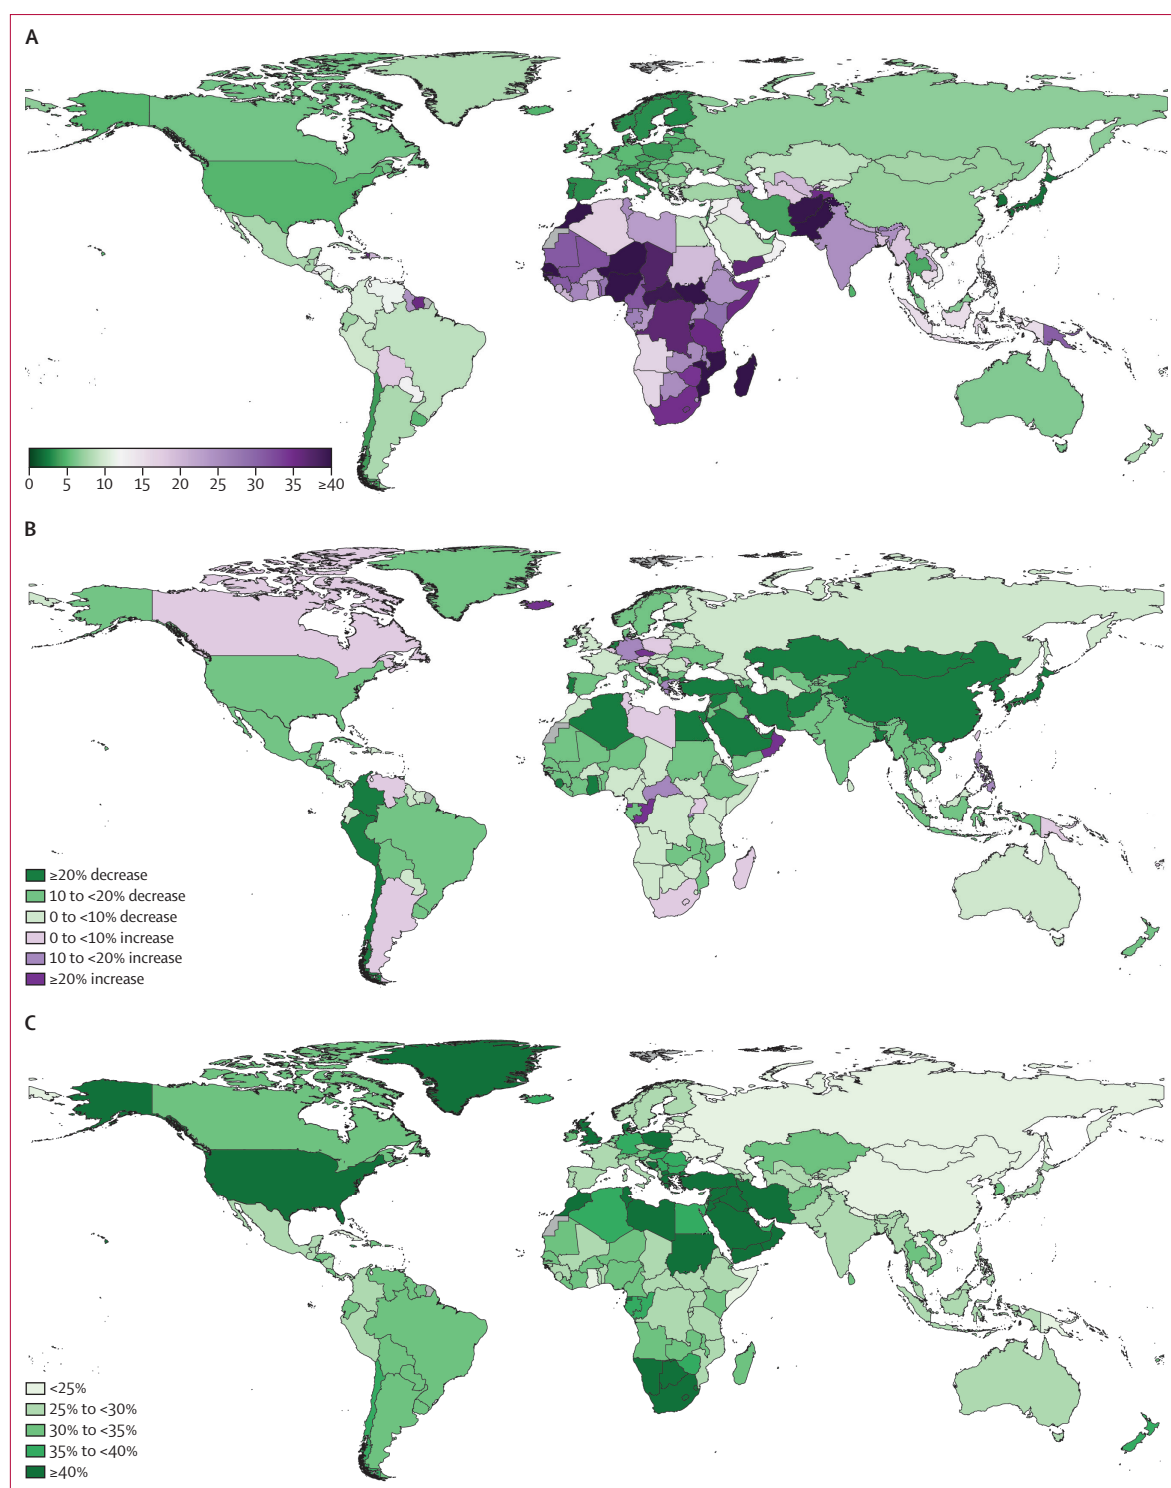 A
0 5 10 15 20 25 30 35 ≥40
B
≥20% decrease
10 to <20% decrease
0 to <10% decrease
0 to <10% increase
10 to <20% increase
≥20% increase
C
<25%
25% to <30%
30% to <35%
35% to <40%
≥40%